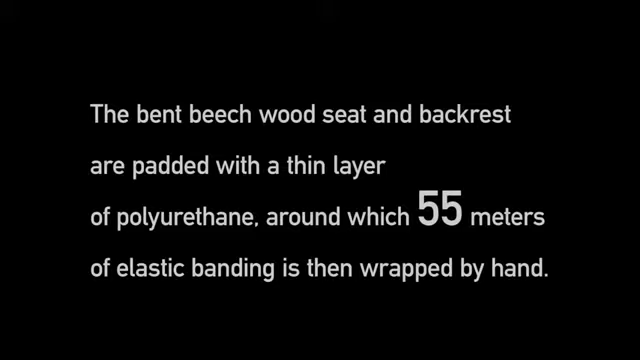 The bent beech wood seat and backrest
are padded with a thin layer
of polyurethane, around which 55 meters
of elastic banding is then wrapped by hand.